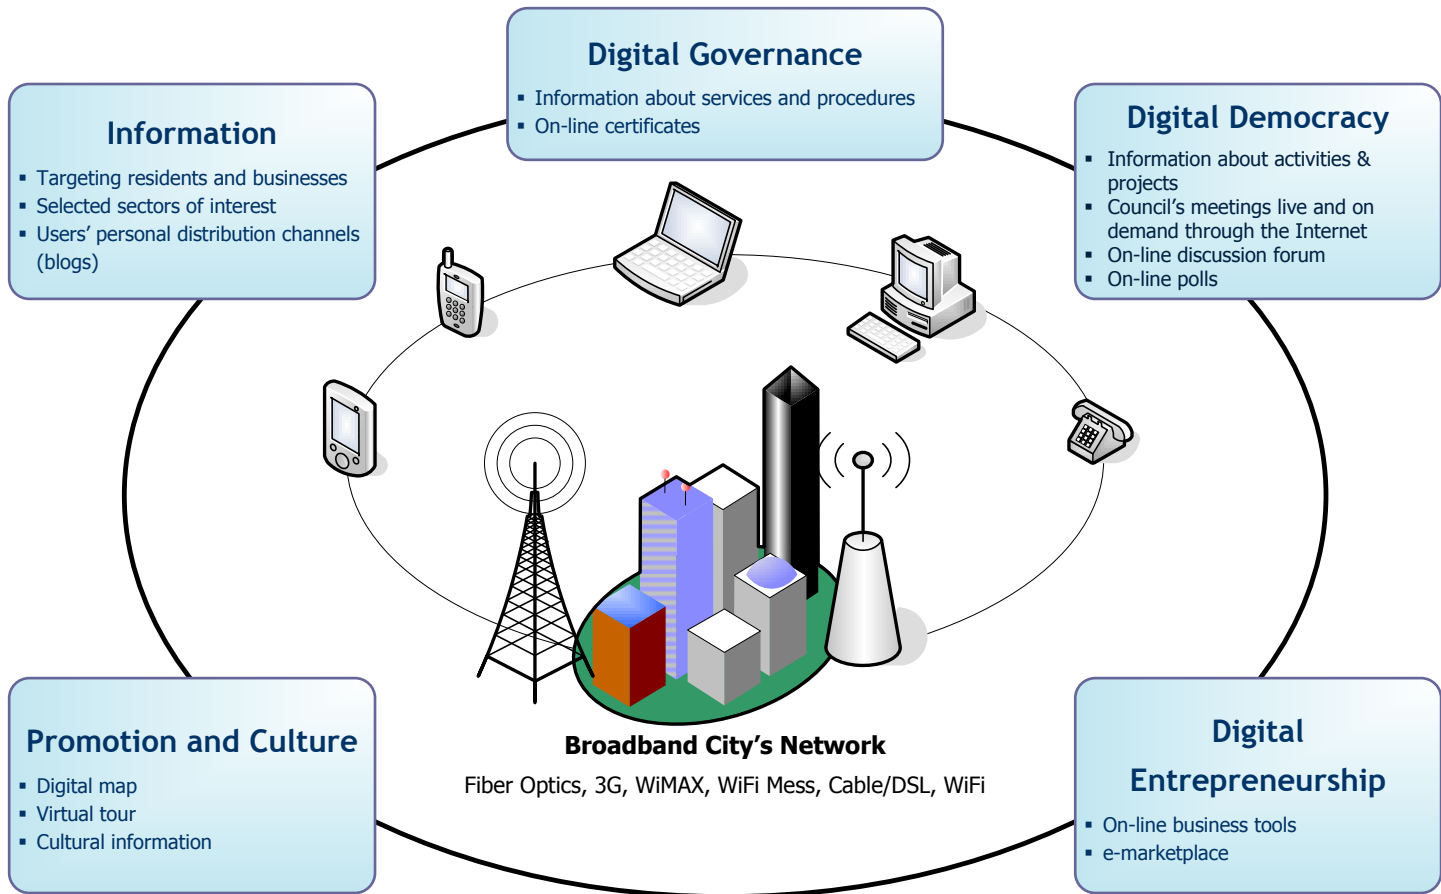 Digital Governance
▪ Information about services and procedures
▪ On-line certificates
Information
▪ Targeting residents and businesses
▪ Selected sectors of interest
▪ Users' personal distribution channels
(blogs)
Digital Democracy
▪ Information about activities &
projects
▪ Council's meetings live and on
demand through the Internet
▪ On-line discussion forum
▪ On-line polls
Promotion and Culture
▪ Digital map
▪ Virtual tour
▪ Cultural information
Broadband City's Network
Fiber Optics, 3G, WiMAX, WiFi Mess, Cable/DSL, WiFi
Digital
Entrepreneurship
▪ On-line business tools
▪ e-marketplace